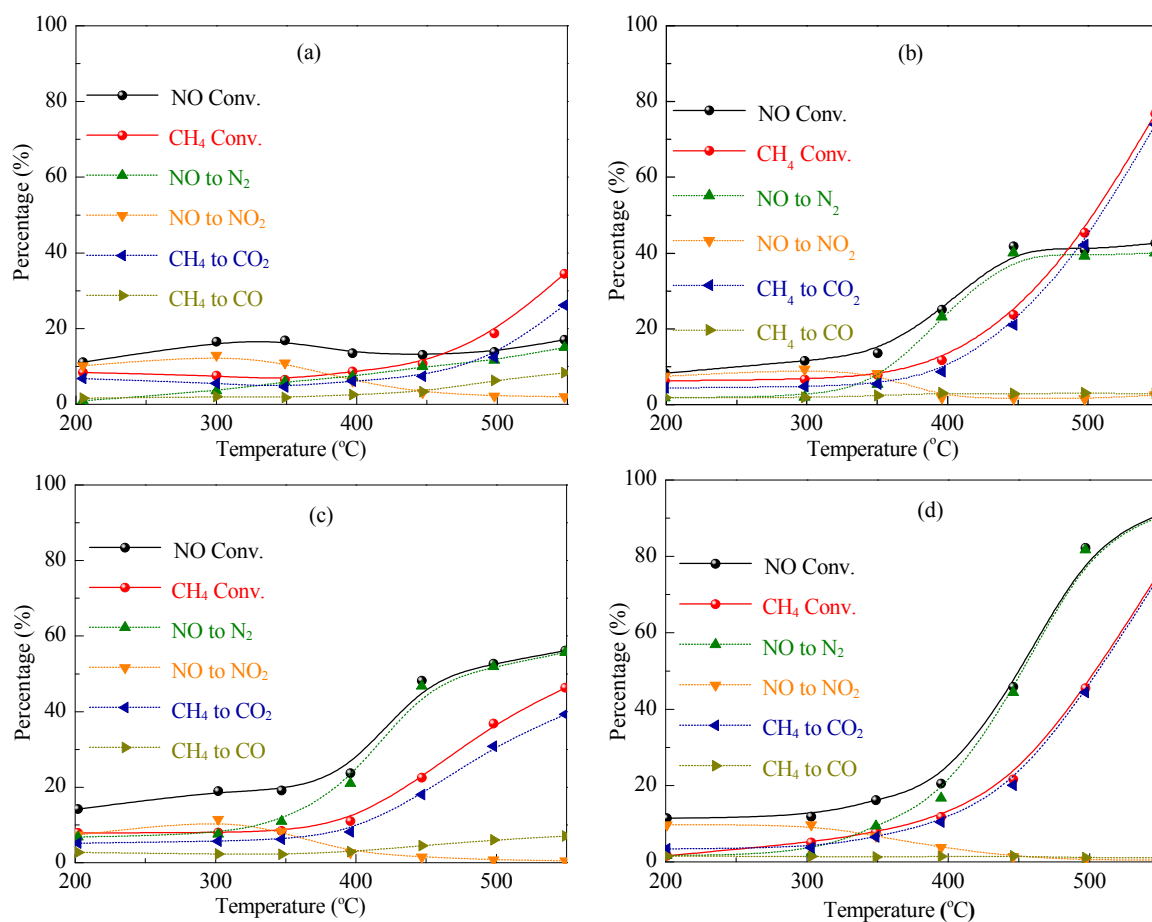 (a)
NO Conv.
CH₄ Conv.
NO to N₂
NO to NO₂
CH₄ to CO₂
CH₄ to CO
Percentage (%)
100
80
60
40
20
0
200
300
400
500
Temperature (ºC)
(b)
NO Conv.
CH₄ Conv.
NO to N₂
NO to NO₂
CH₄ to CO₂
CH₄ to CO
Percentage (%)
100
80
60
40
20
0
200
300
400
500
Temperature (°C)
(c)
NO Conv.
CH₄ Conv.
NO to N₂
NO to NO₂
CH₄ to CO₂
CH₄ to CO
Percentage (%)
100
80
60
40
20
0
200
300
400
500
Temperature (ºC)
(d)
NO Conv.
CH₄ Conv.
NO to N₂
NO to NO₂
CH₄ to CO₂
CH₄ to CO
Percentage (%)
100
80
60
40
20
0
200
300
400
500
Temperature (ºC)